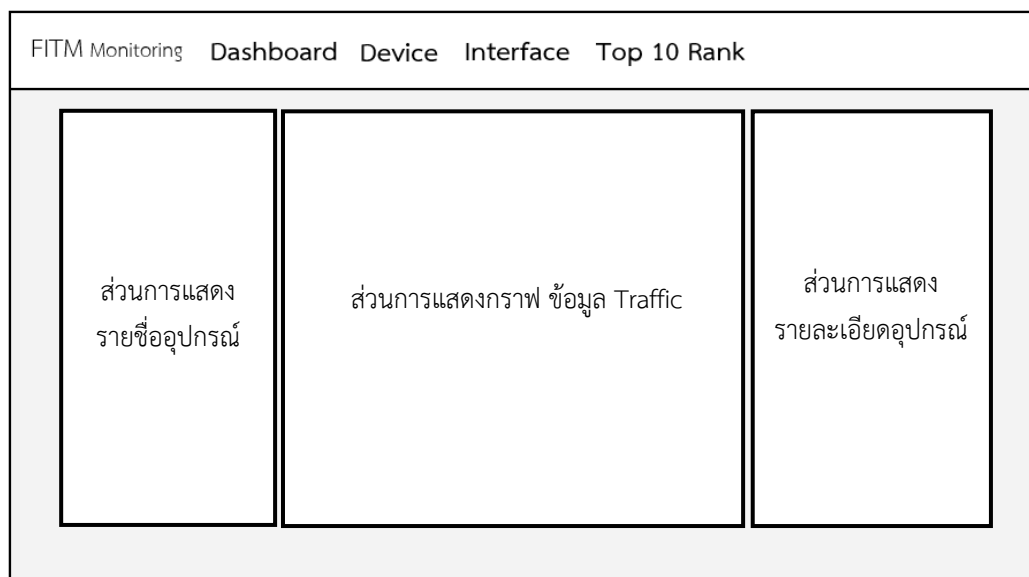 FITM Monitoring Dashboard Device Interface Top 10 Rank
ส่วนการแสดง
รายชื่ออุปกรณ์
ส่วนการแสดงกราฟ ข้อมูล Traffic
ส่วนการแสดง
รายละเอียดอุปกรณ์